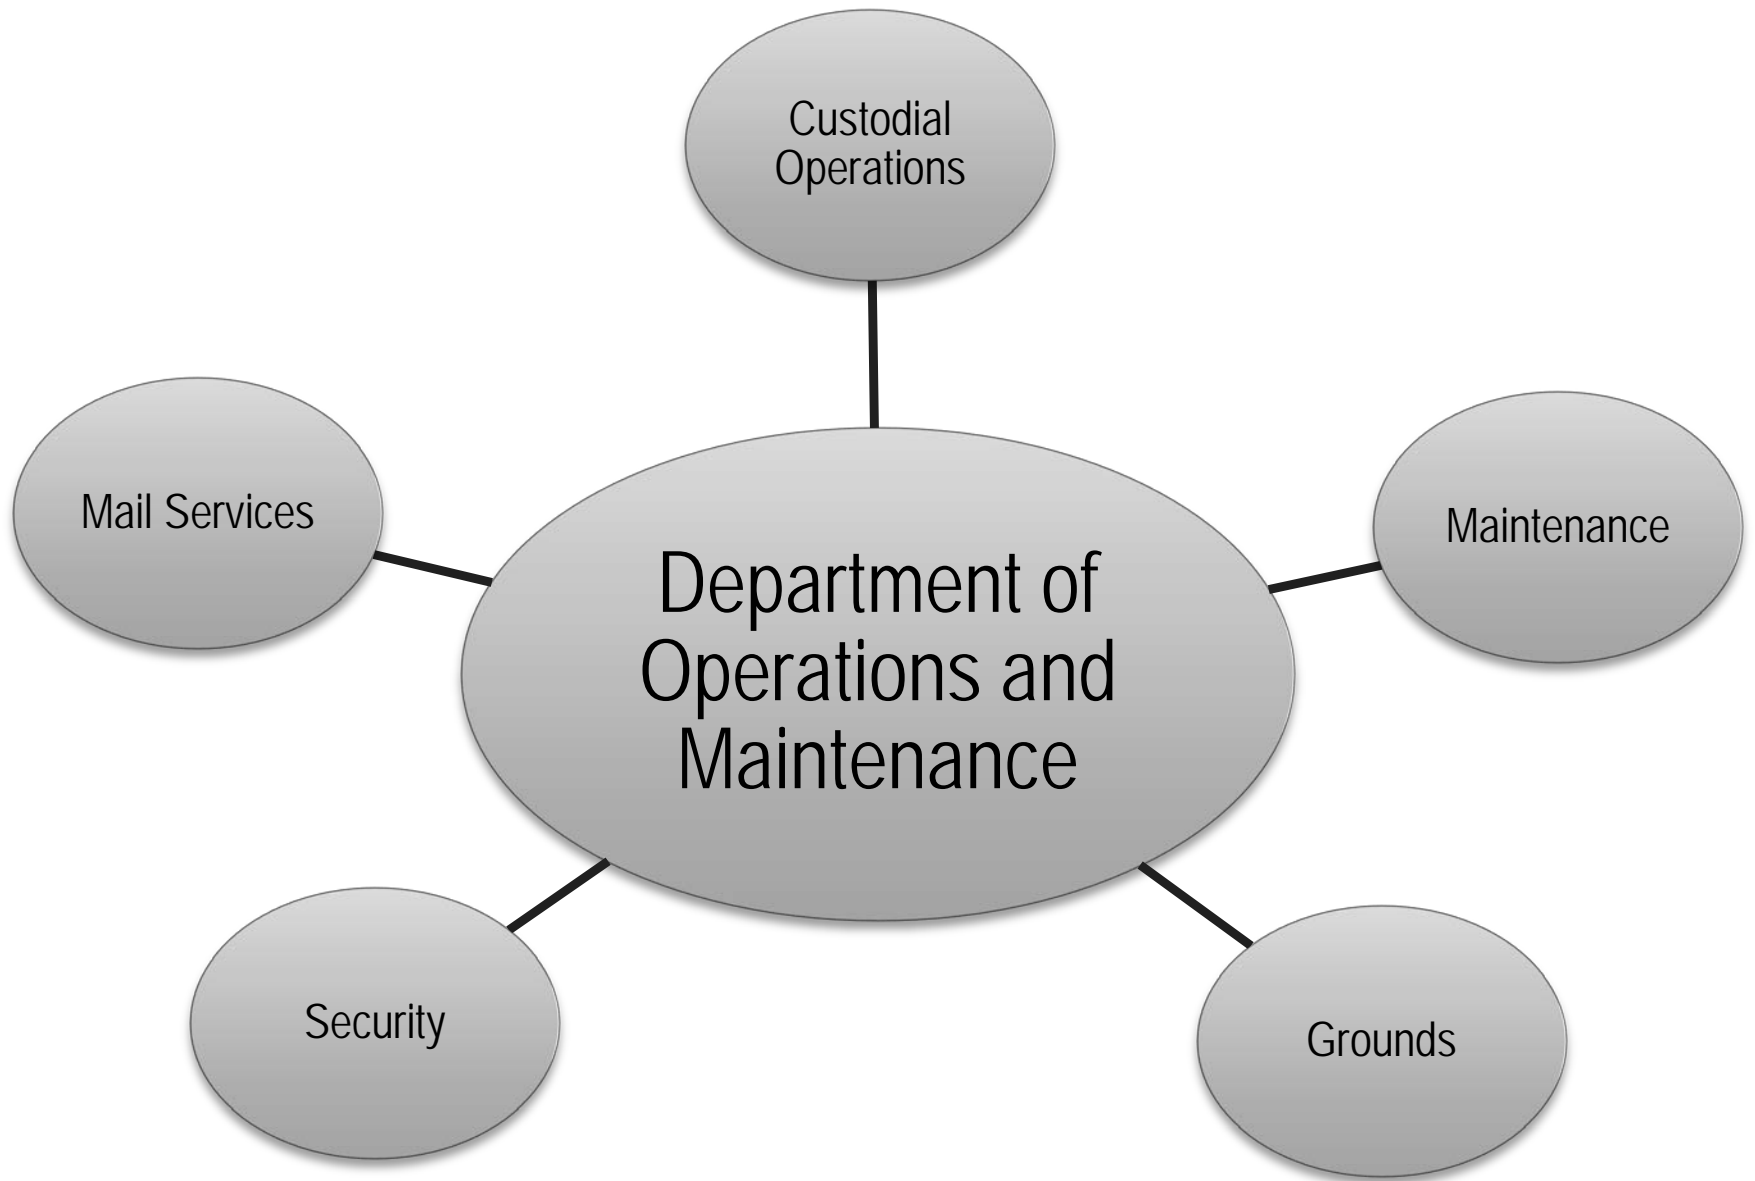 Custodial
Operations
Mail Services
Maintenance
Department of
Operations and
Maintenance
Security
Grounds